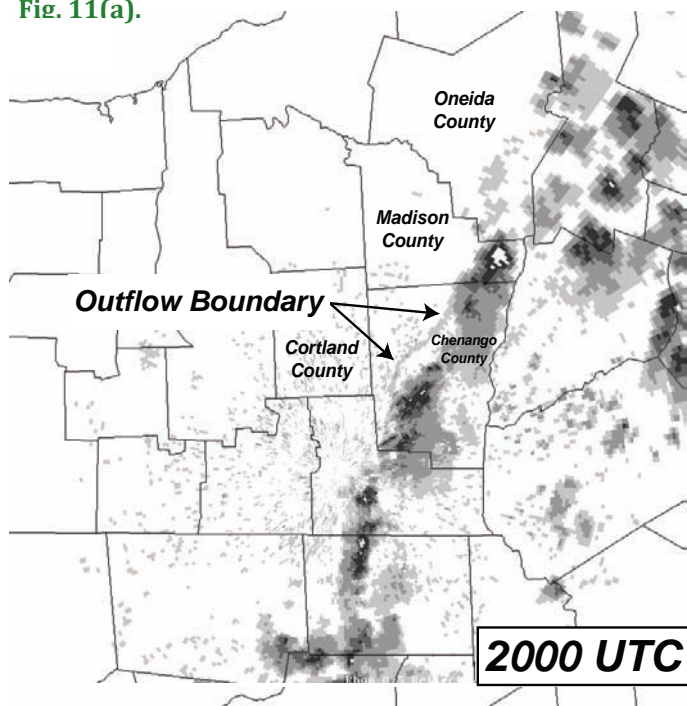 Fig. 11(a).
Oneida
County
Madison
County
Outflow Boundary
Cortland
County
Chenango
County
2000 UTC